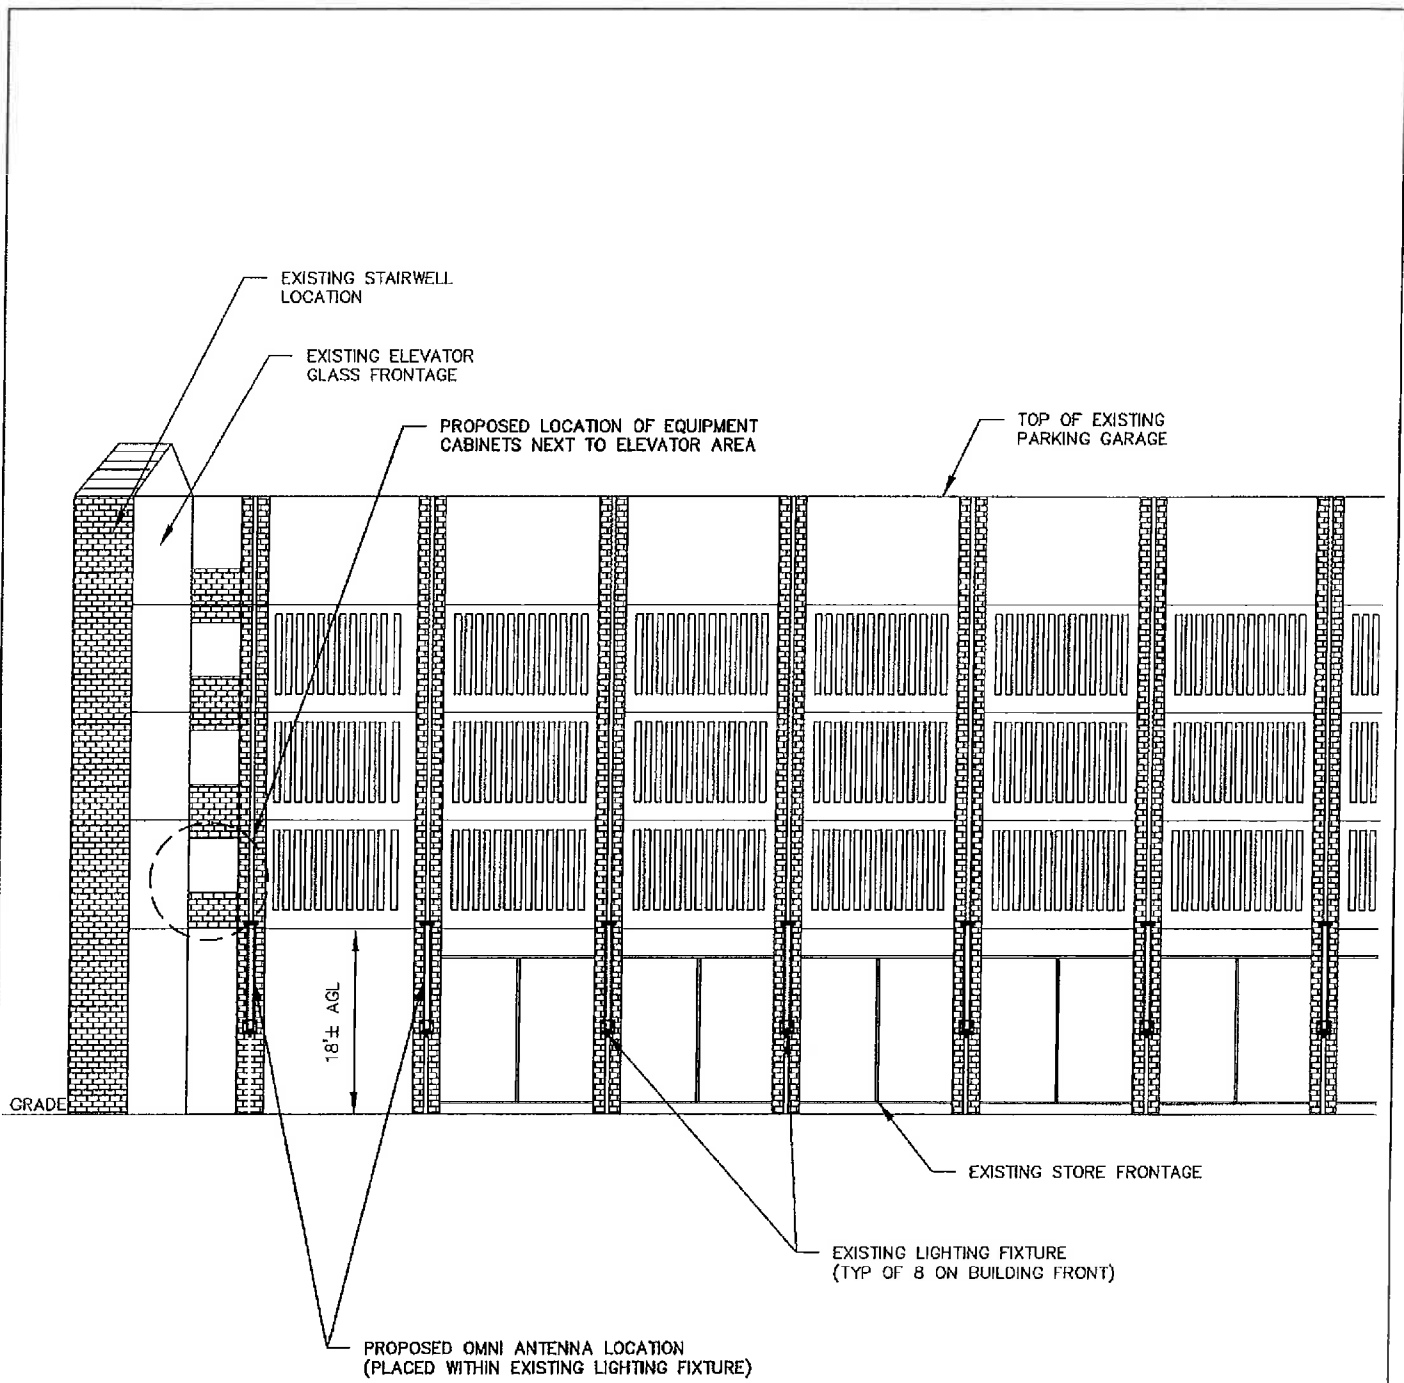 EXISTING STAIRWELL
LOCATION
EXISTING ELEVATOR
GLASS FRONTAGE
PROPOSED LOCATION OF EQUIPMENT
CABINETS NEXT TO ELEVATOR AREA
TOP OF EXISTING
PARKING GARAGE
18'± AGL
GRADE
EXISTING STORE FRONTAGE
EXISTING LIGHTING FIXTURE
(TYP OF 8 ON BUILDING FRONT)
PROPOSED OMNI ANTENNA LOCATION
(PLACED WITHIN EXISTING LIGHTING FIXTURE)